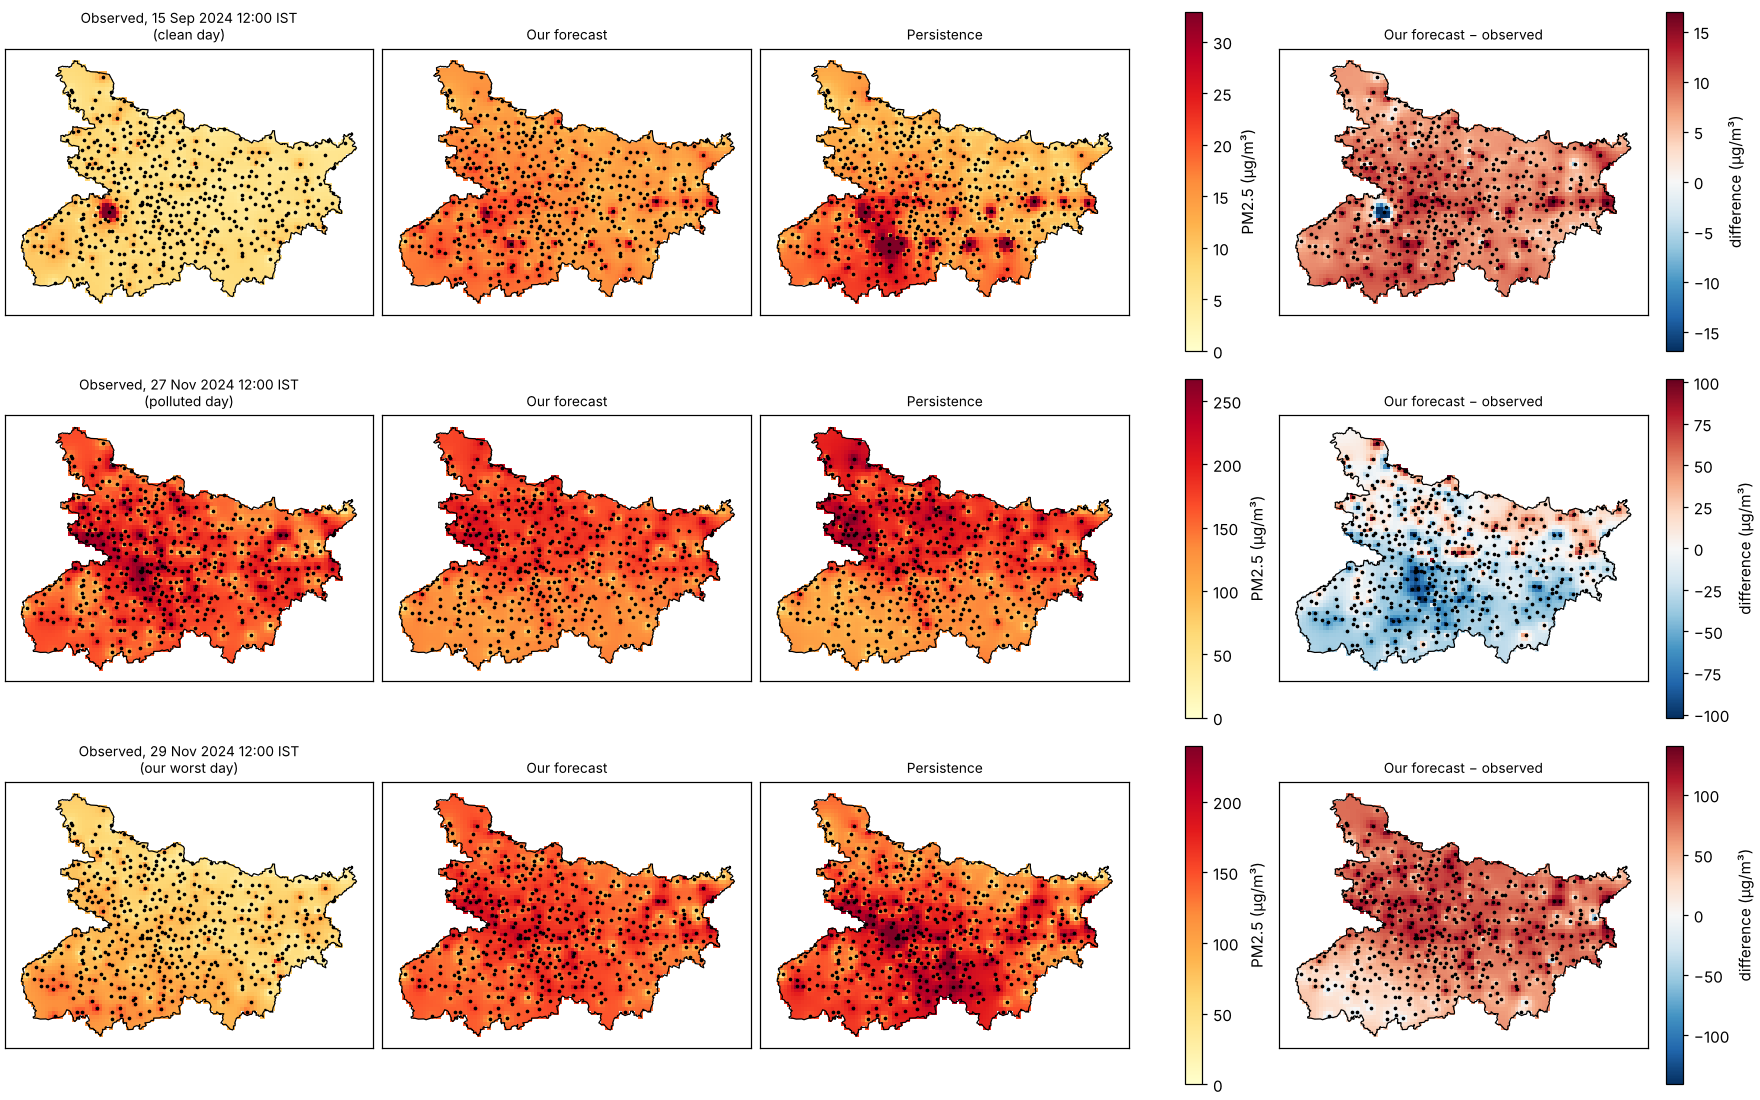 Observed, 15 Sep 2024 12:00 IST
(clean day)
Our forecast
Persistence
30
25
20
15
10
5
0
PM2.5 (µg/m³)
Our forecast − observed
15
10
5
0
−5
−10
−15
difference (µg/m³)
Observed, 27 Nov 2024 12:00 IST
(polluted day)
Our forecast
Persistence
250
200
150
100
50
0
PM2.5 (µg/m³)
Our forecast − observed
100
75
50
25
0
−25
−50
−75
−100
difference (µg/m³)
Observed, 29 Nov 2024 12:00 IST
(our worst day)
Our forecast
Persistence
200
150
100
50
0
PM2.5 (µg/m³)
Our forecast − observed
100
50
0
−50
−100
difference (µg/m³)